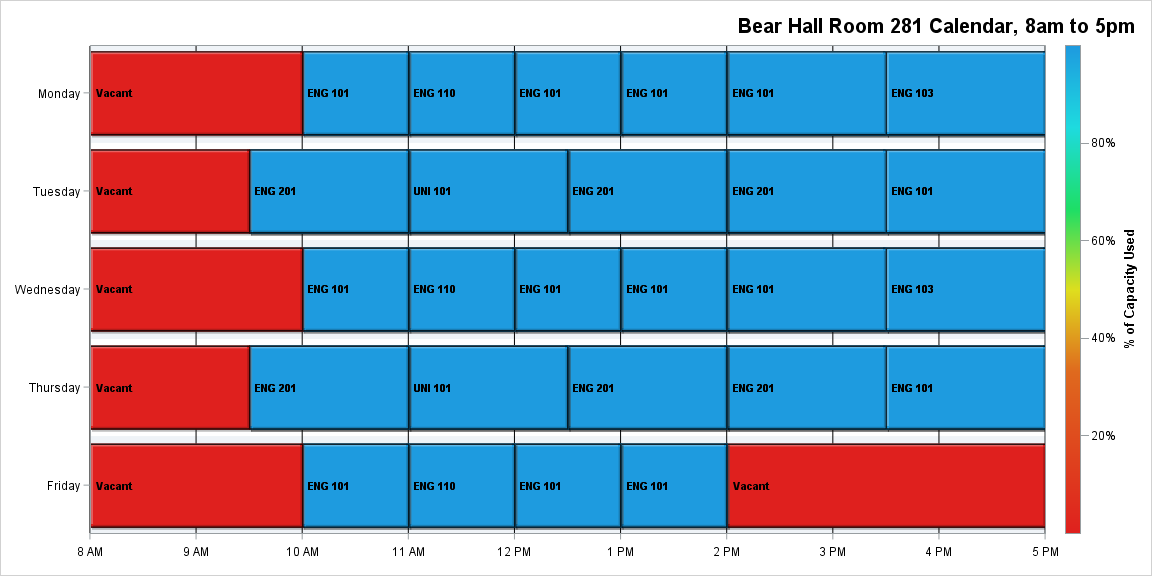 Bear Hall Room 281 Calendar, 8am to 5pm
Monday
Vacant
ENG 101
ENG 110
ENG 101
ENG 101
ENG 101
ENG 103
Tuesday
Vacant
ENG 201
UNI 101
ENG 201
ENG 201
ENG 101
Wednesday
Vacant
ENG 101
ENG 110
ENG 101
ENG 101
ENG 101
ENG 103
Thursday
Vacant
ENG 201
UNI 101
ENG 201
ENG 201
ENG 101
Friday
Vacant
ENG 101
ENG 110
ENG 101
ENG 101
Vacant
8 AM
9 AM
10 AM
11 AM
12 PM
1 PM
2 PM
3 PM
4 PM
5 PM
80%
60%
40%
20%
% of Capacity Used